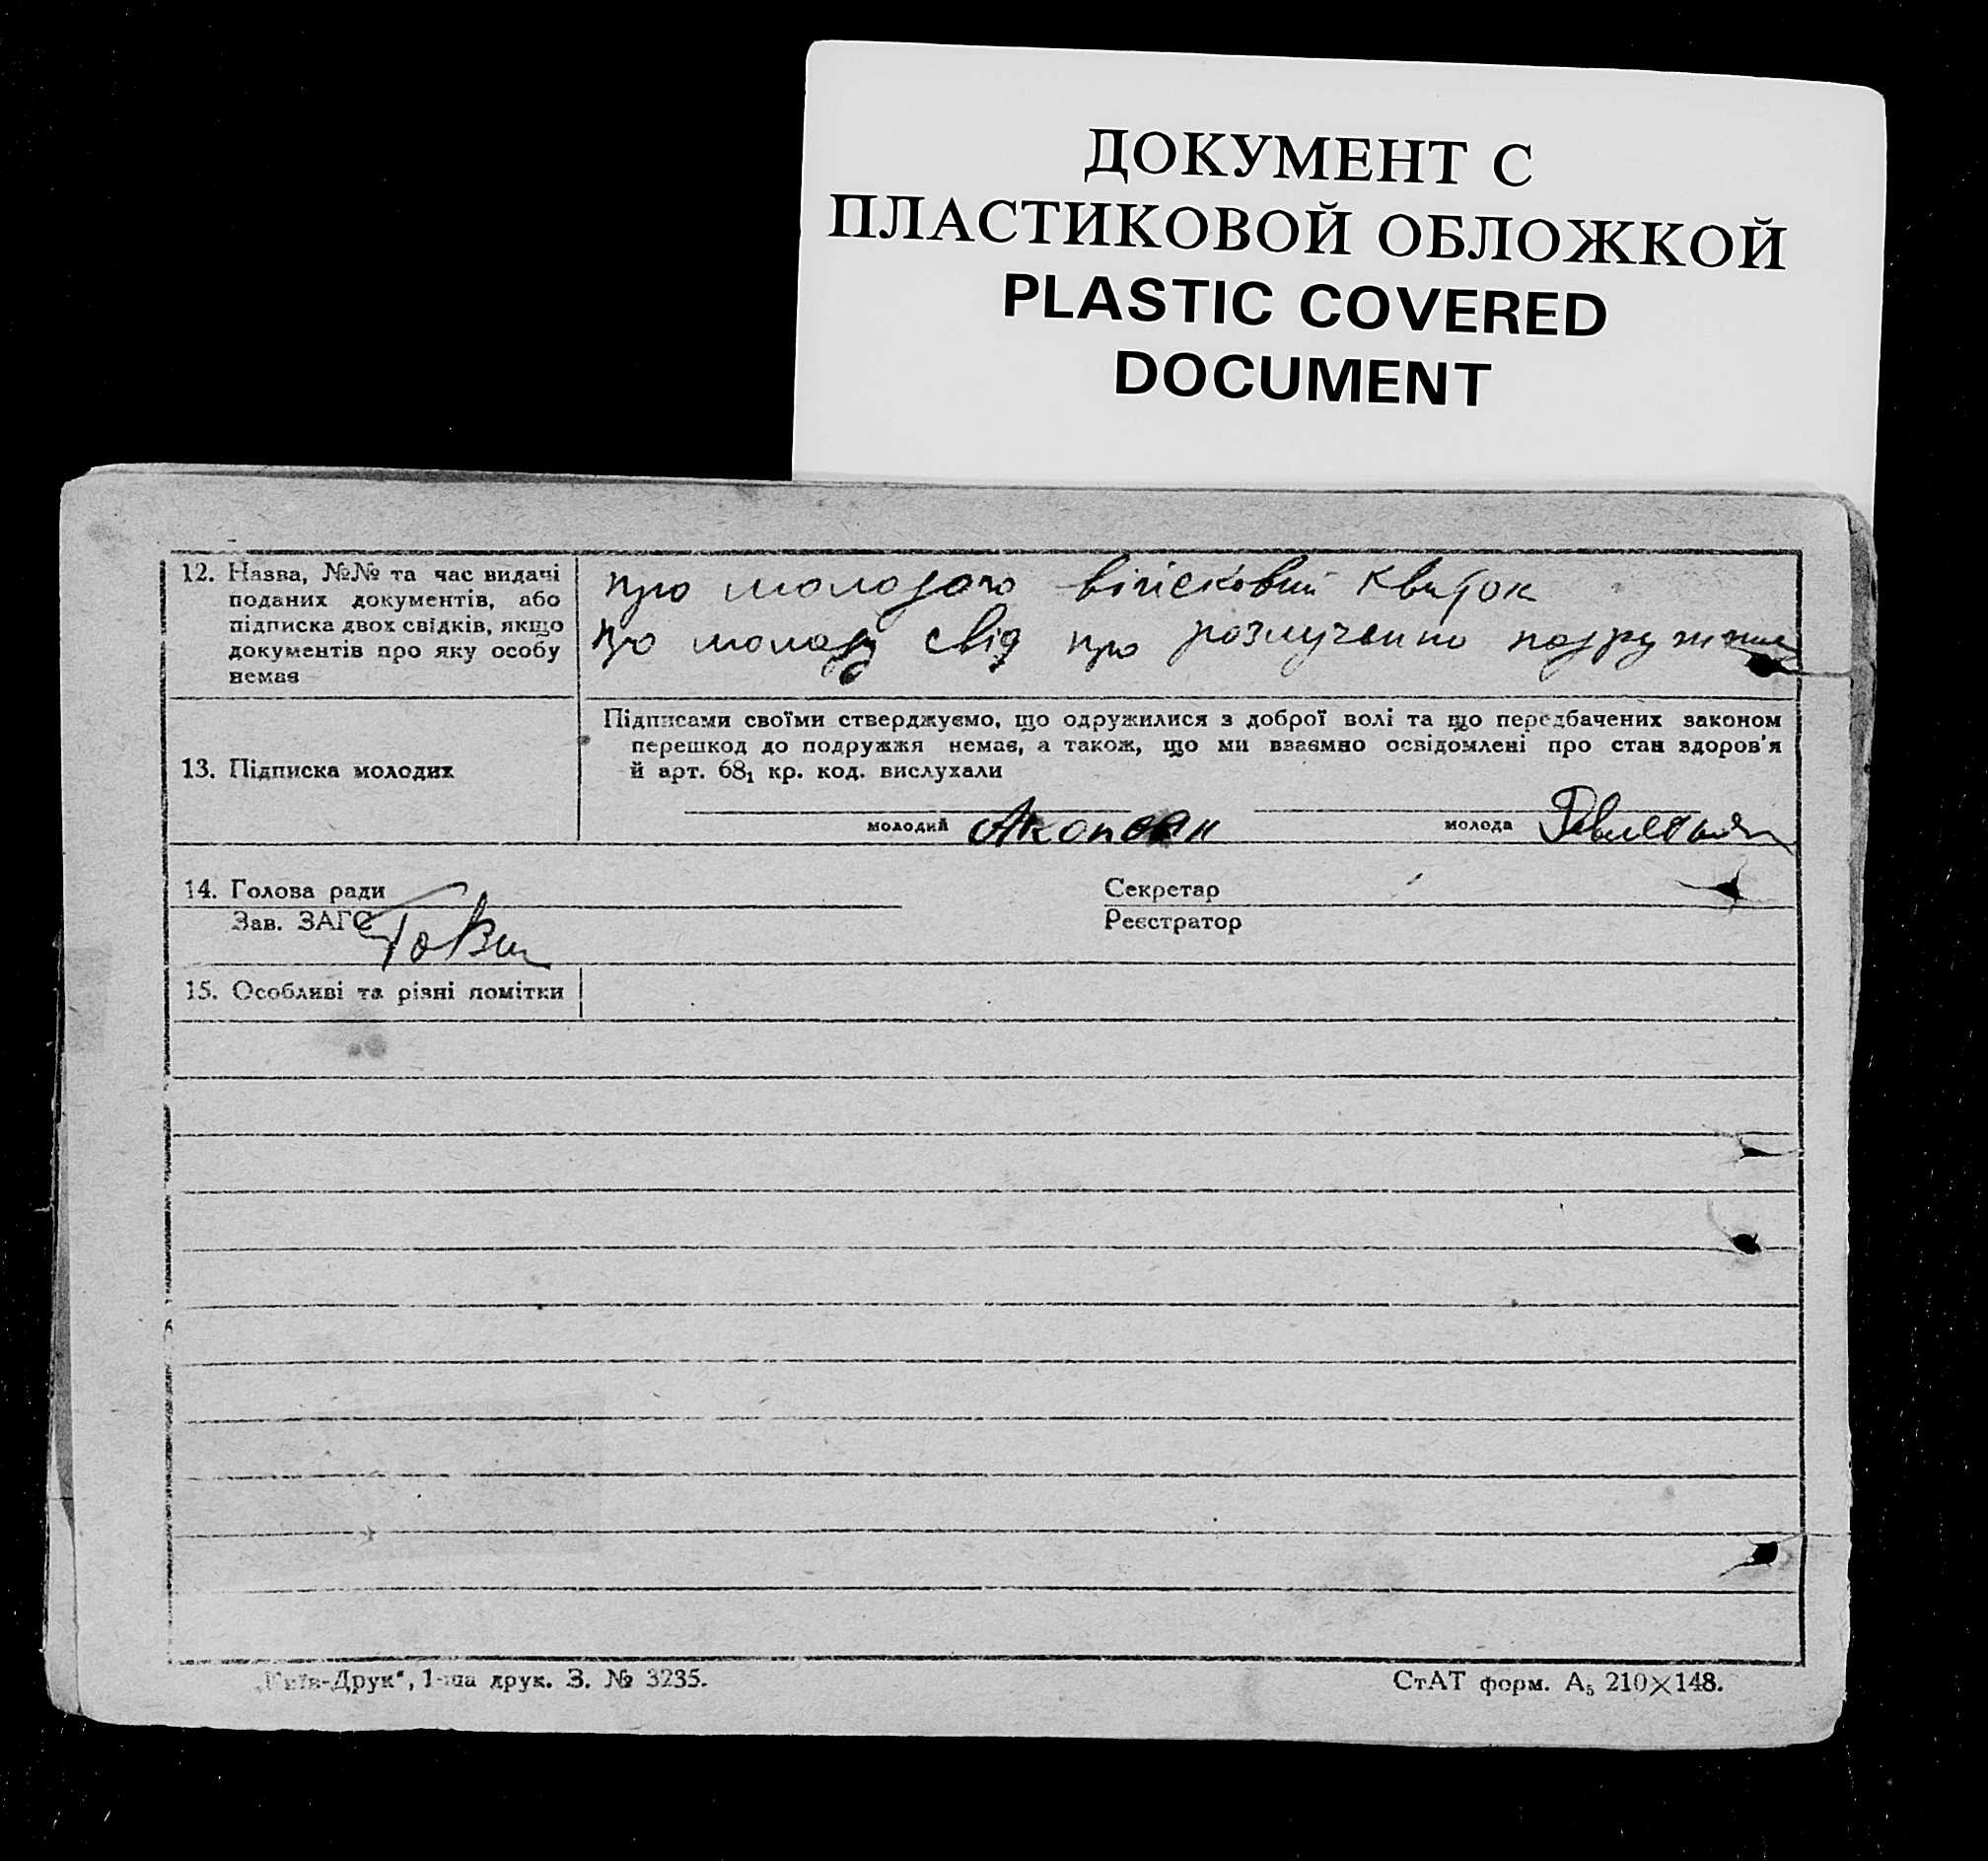 ДОКУМЕНТ С
ПЛАСТИКОВОЙ ОБЛОЖКОЙ
PLASTIC COVERED
DOCUMENT
12. Назва, №№ та час видачі
поданих документів, або
підписка двох свідків, якщо
документів про яку особу
немає
про молодого військовий квиток
про молоду свід про розлучення
13. Підписка молодих
Підписами своїми стверджуємо, що одружилися з доброї волі та що передбачених законом
перешкод до подружжя немає, а також, що ми взаємно освідомлені про стан здоров'я
й арт. 68₁ кр. код. вислухали
молодий Акопян
молода
14. Голова ради
Секретар
Зав. ЗАГС
Реєстратор
15. Особливі та різні помітки
„Київ-Друк“, 1-ша друк. З. № 3235.
СтАТ форм. А₅ 210×148.